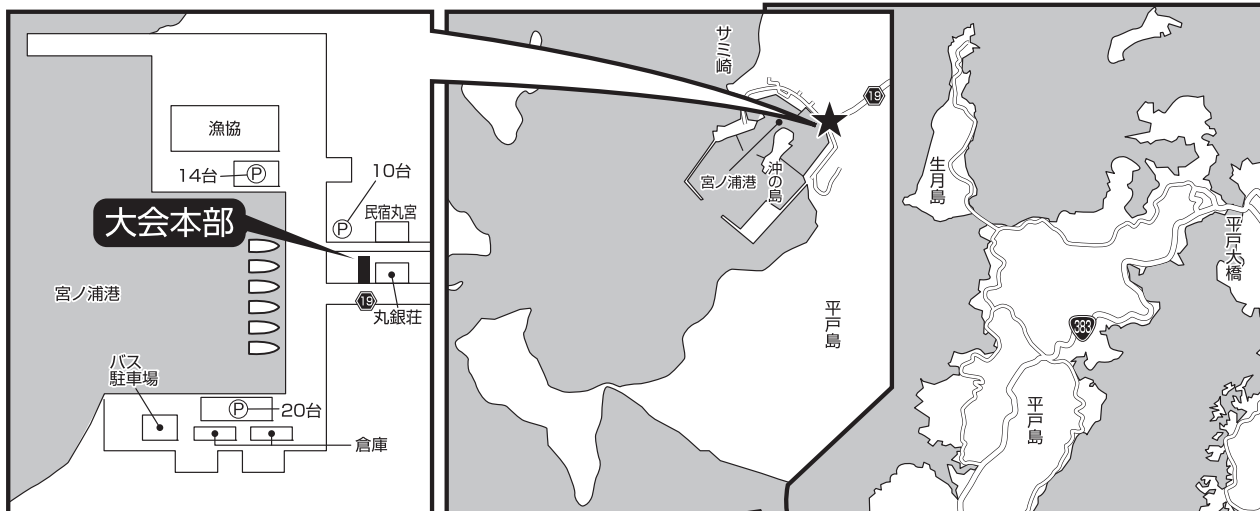 漁協
14台
P
10台
P
民宿丸宮
大会本部
宮ノ浦港
19
丸銀荘
バス
駐車場
P
20台
倉庫
サミ崎
19
宮ノ浦港
沖の島
平戸島
生月島
平戸大橋
383
平戸島